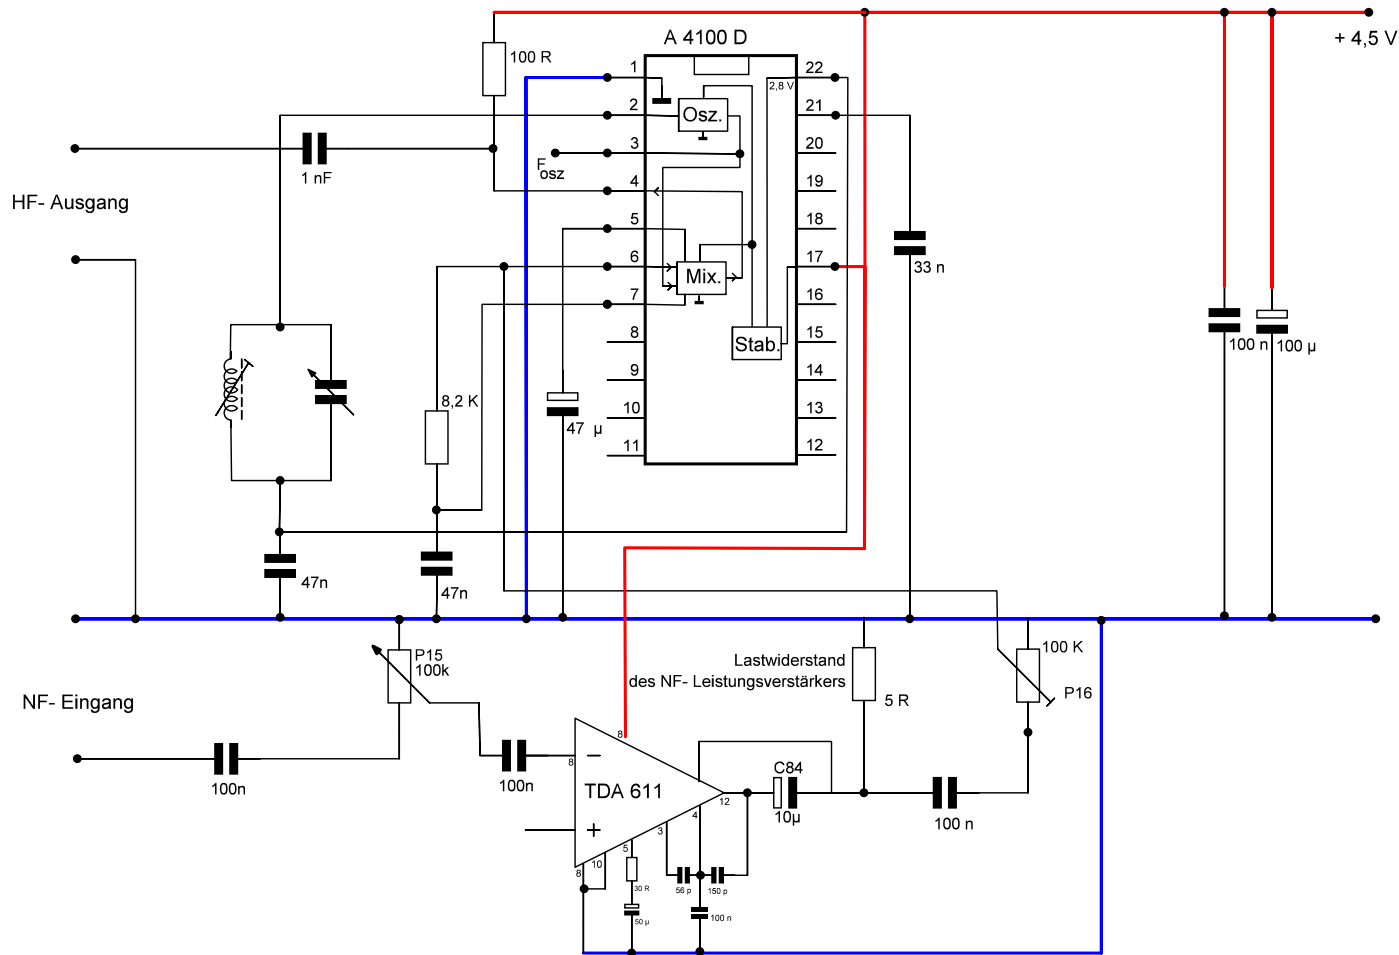 A 4100 D
+ 4,5 V
100 R
1
2
3
4
5
6
7
8
9
10
11
22
21
20
19
18
17
16
15
14
13
12
2,8 V
Osz.
Mix.
Stab.
F osz
1 nF
HF- Ausgang
33 n
100 n
100 µ
8,2 K
47 µ
47n
47n
P15
100k
Lastwiderstand
des NF- Leistungsverstärkers
5 R
100 K
P16
NF- Eingang
100n
100n
8
8
TDA 611
12
C84
10µ
100 n
3
4
5
10
8
30 R
50 µ
56 p
150 p
100 n